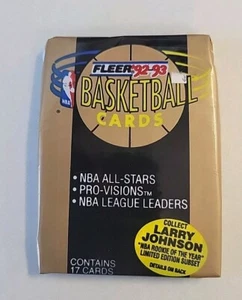 FLEER '92-'93
NBA
BASKETBALL
CARDS
• NBA ALL-STARS
• PRO-VISIONS™
• NBA LEAGUE LEADERS
COLLECT
LARRY
JOHNSON
"NBA ROOKIE OF THE YEAR"
LIMITED EDITION SUBSET
DETAILS ON BACK
CONTAINS
17 CARDS